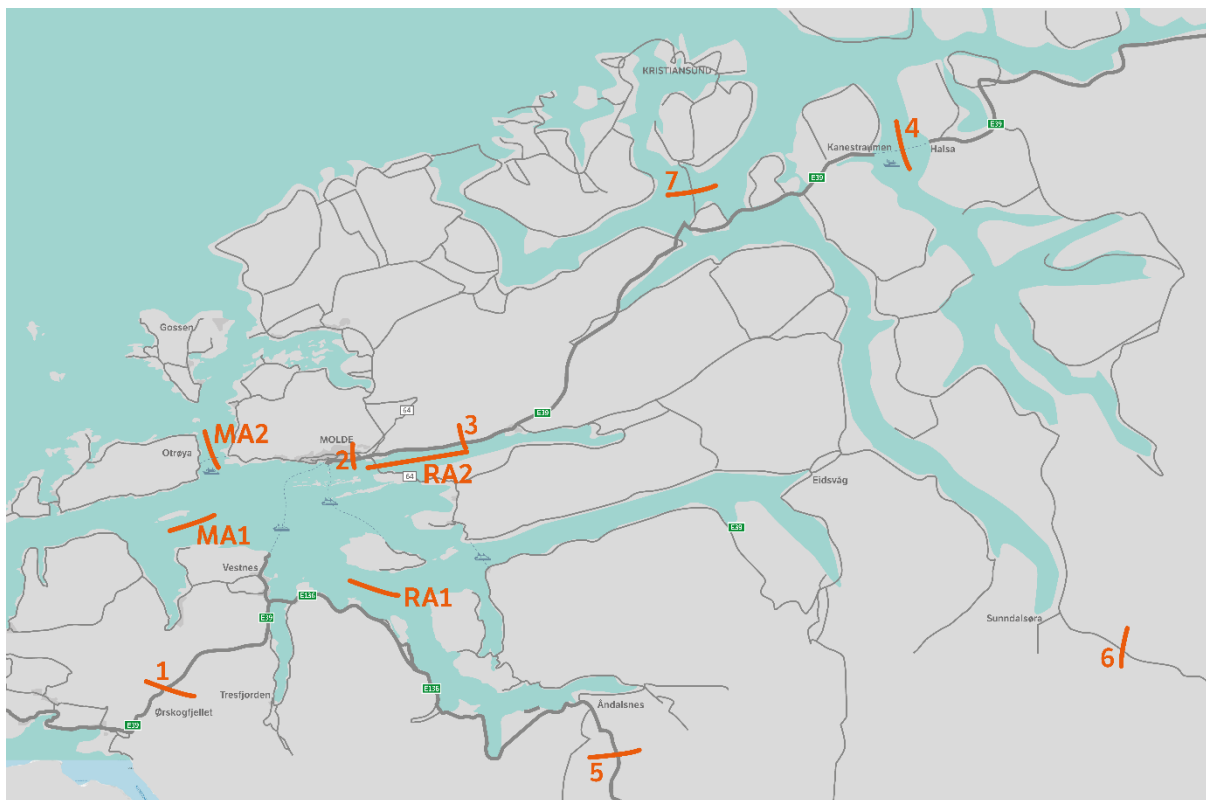 KRISTIANSUND
4
Kanestraumen
Halsa
E39
E39
7
Gossen
64
E39
3
MA2
MOLDE
Otrøya
2
RA2
64
Eidsvåg
MA1
E39
Vestnes
RA1
E136
E39
Sunndalsøra
6
1
Tresfjorden
E136
Ørskogfjellet
Åndalsnes
E39
5